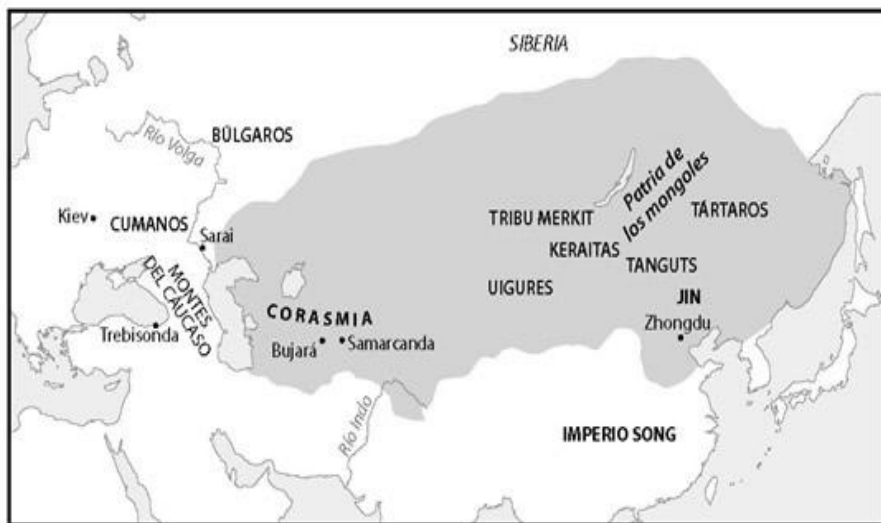 SIBERIA
Río Volga
BÚLGAROS
Patria de
los mongoles
Kiev
CUMANOS
TRIBU MERKIT
TÁRTAROS
Sarai
KERAITAS
TANGUTS
MONTES
DEL CÁUCASO
UIGURES
JIN
CORASMIA
Zhongdu
Trebisonda
Bujará
Samarcanda
Río Indo
IMPERIO SONG